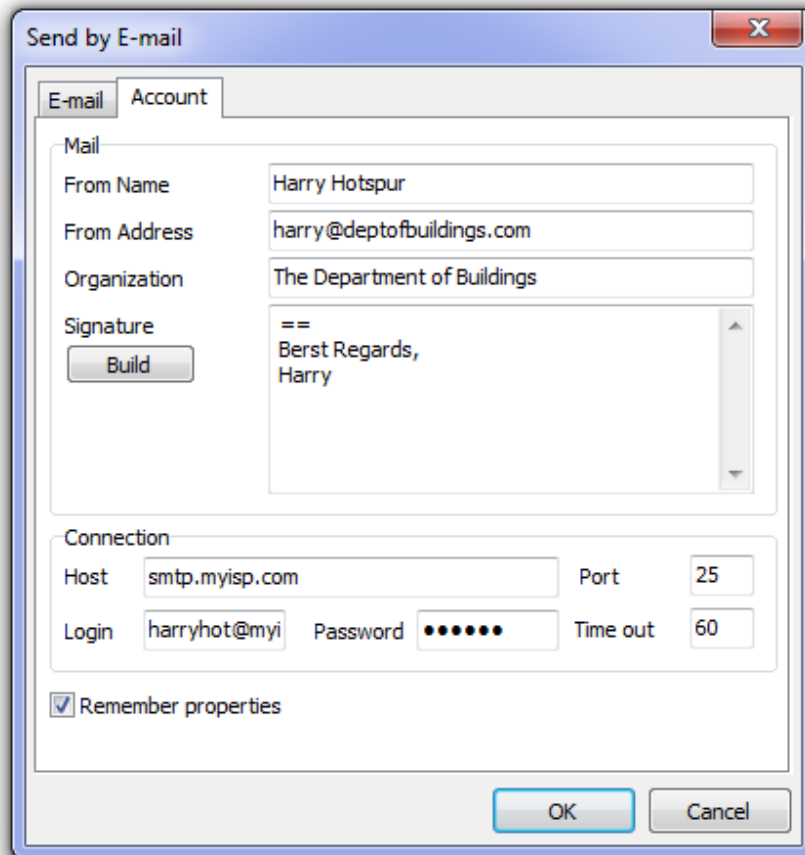 Send by E-mail
E-mail Account
Mail
From Name Harry Hotspur
From Address harry@deptofbuildings.com
Organization The Department of Buildings
Signature ==
Berst Regards,
Build Harry
Connection
Host smtp.myisp.com Port 25
Login harryhot@myi Password ●●●●●● Time out 60
Remember properties
OK Cancel